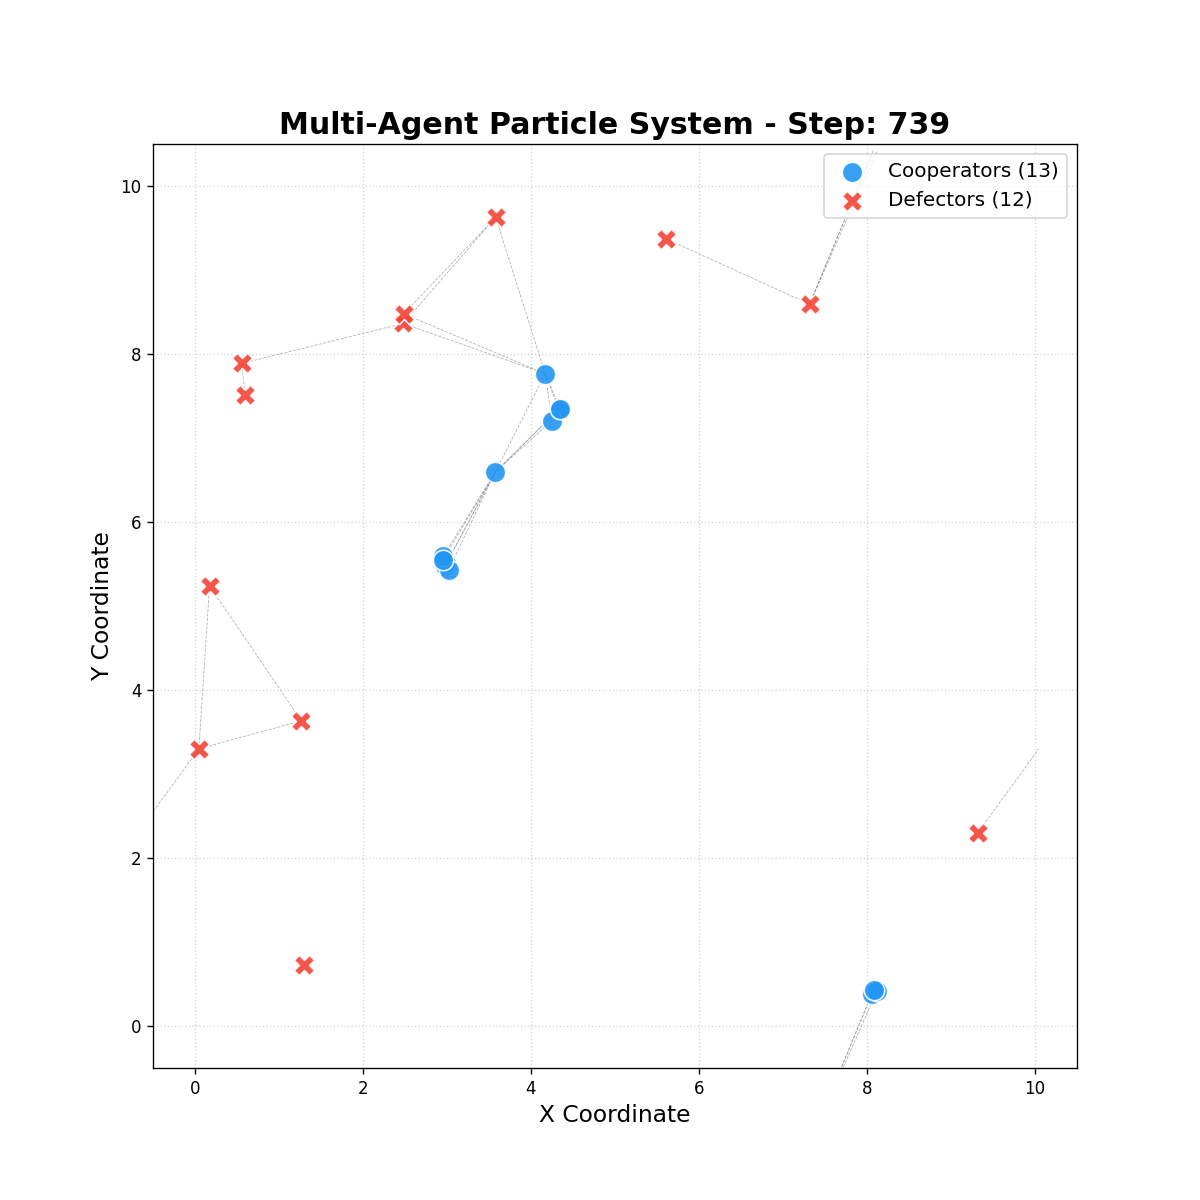 Multi-Agent Particle System - Step: 739
Cooperators (13)
Defectors (12)
10
8
6
4
2
0
Y Coordinate
0 2 4 6 8 10
X Coordinate